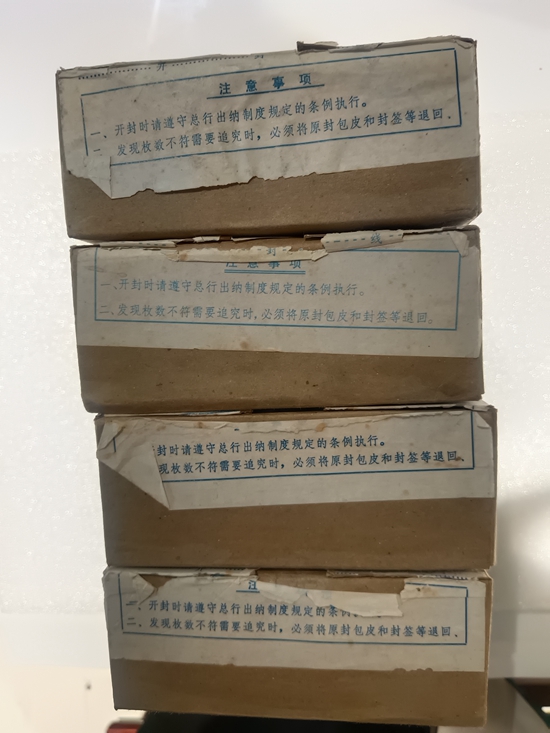 开 封
注意事项
一、开封时请遵守总行出纳制度规定的条例执行。
二、发现枚数不符需要追究时，必须将原封包皮和封签等退回。
封 线
注意事项
一、开封时请遵守总行出纳制度规定的条例执行。
二、发现枚数不符需要追究时，必须将原封包皮和封签等退回。
封时请遵守总行出纳制度规定的条例执行。
现枚数不符需要追究时，必须将原封包皮和封签等退回。
注
一、开封时请遵守总行出纳制度规定的条例
二、发现枚数不符需要追究时，必须将原封包皮和封签等退回、